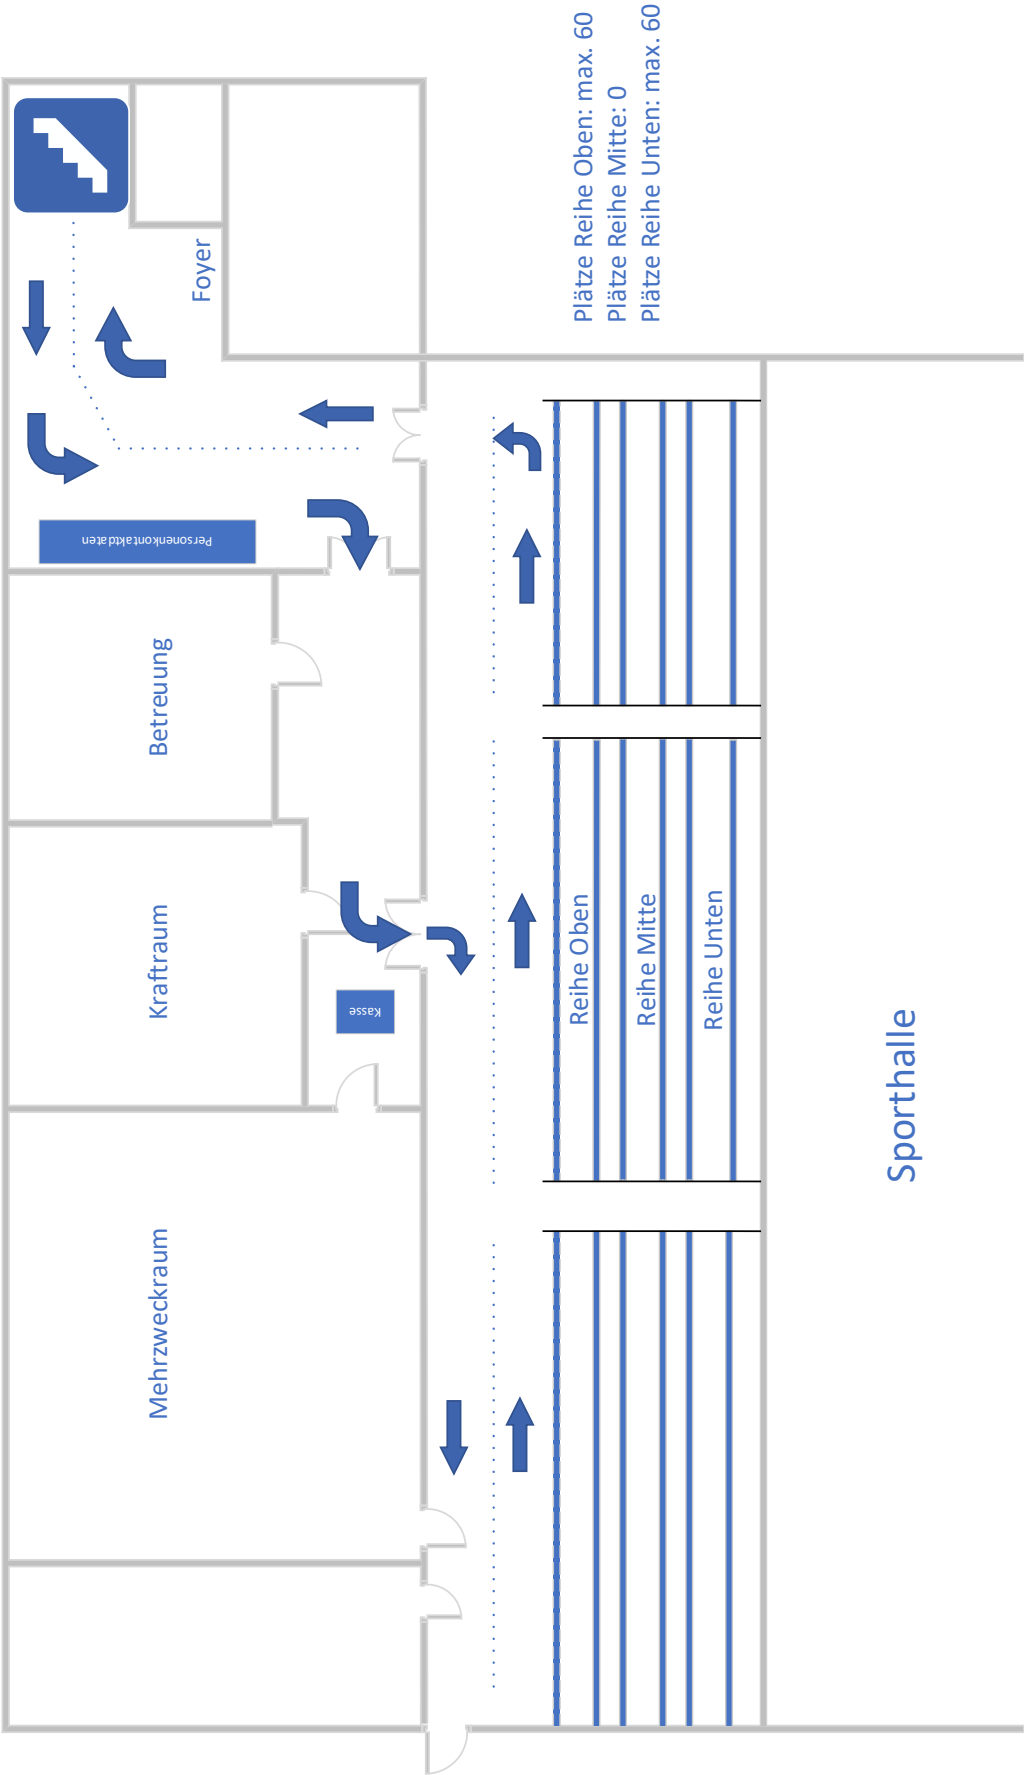 Plätze Reihe Oben: max. 60
Plätze Reihe Mitte: 0
Plätze Reihe Unten: max. 60
Foyer
Personenkontaktdaten
Betreuung
Kraftraum
Kasse
Mehrzweckraum
Reihe Oben
Reihe Mitte
Reihe Unten
Sporthalle